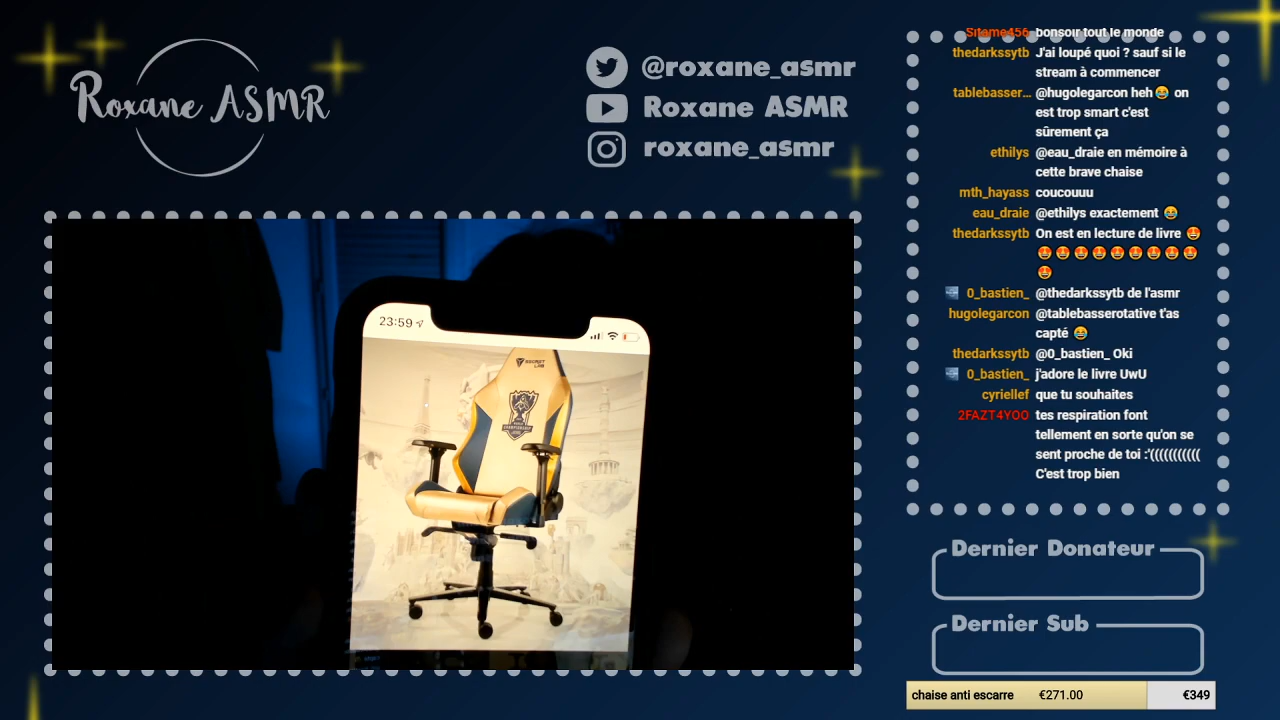 Roxane ASMR
@roxane_asmr
Roxane ASMR
roxane_asmr
23:59
SECRET
LAB
WORLD
CHAMPIONSHIP
Sitame456 bonsoir tout le monde
thedarkssytb J'ai loupé quoi ? sauf si le
stream à commencer
tablebasser... @hugolegarcon heh😂 on
est trop smart c'est
sûrement ça
ethilys @eau_draie en mémoire à
cette brave chaise
mth_hayass coucouuu
eau_draie @ethilys exactement 😂
thedarkssytb On est en lecture de livre 🤩
🤩🤩🤩🤩🤩🤩🤩🤩🤩
🤩
0_bastien_ @thedarkssytb de l'asmr
hugolegarcon @tablebasserotative t'as
capté 😂
thedarkssytb @0_bastien_ Oki
0_bastien_ j'adore le livre UwU
cyriellef que tu souhaites
2FAZT4YOO tes respiration font
tellement en sorte qu'on se
sent proche de toi :'(((((((((((
C'est trop bien
Dernier Donateur
Dernier Sub
chaise anti escarre €271.00 €349